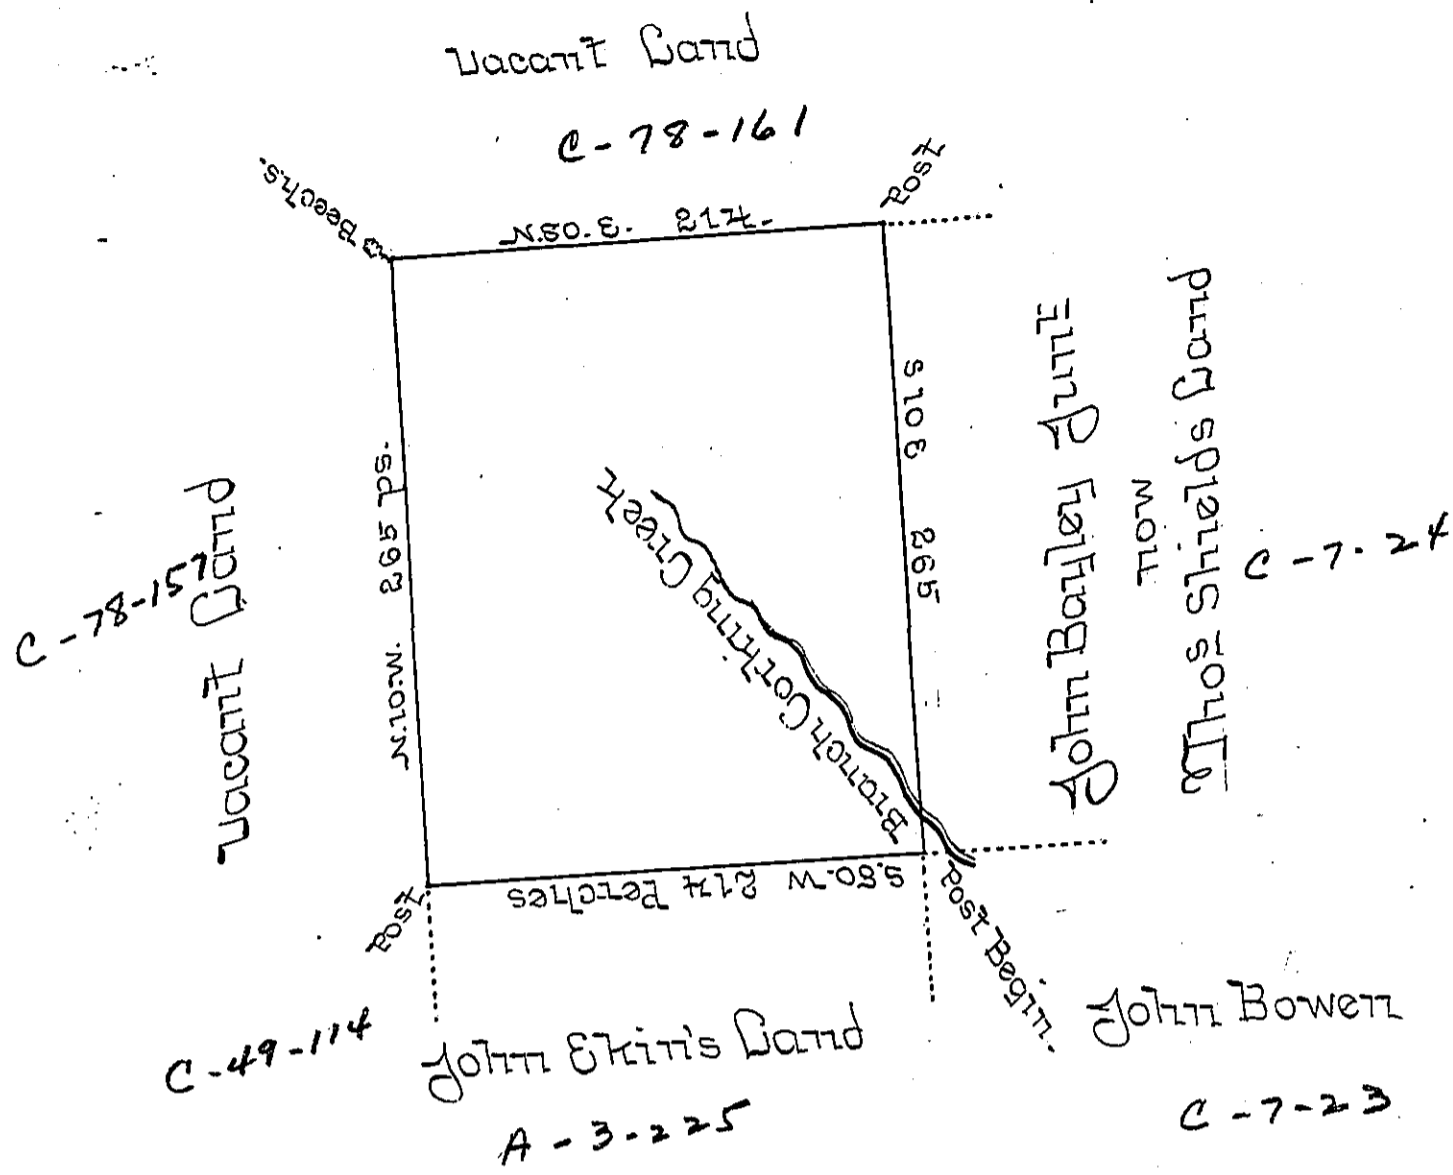 Vacant Land
C-78-161
3 Beech.s.
Post
N.80.E. 214.
N.10.W. 265 ps.
S 10 E 265
Vacant Land
C-78-157
Branch Corking Creek
John Bayley Junr
now
Thos Shields Land
C-7-24
S.80.W 214 Perches
Post
Post Begin.
C-49-114
John Ekin's Land
A-3-225
John Bowen
C-7-23